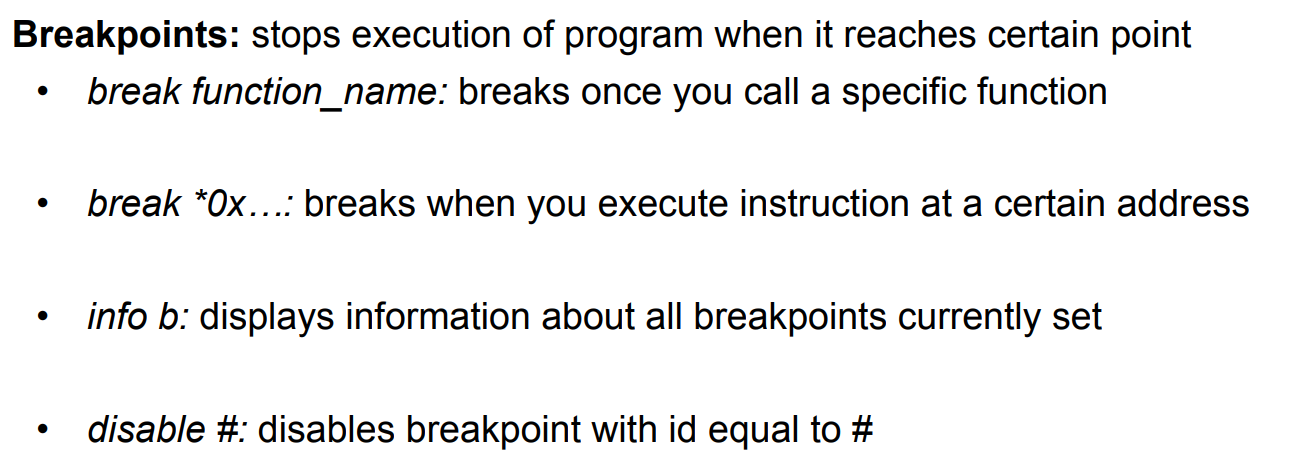 Breakpoints: stops execution of program when it reaches certain point
• break function_name: breaks once you call a specific function
• break *0x…: breaks when you execute instruction at a certain address
• info b: displays information about all breakpoints currently set
• disable #: disables breakpoint with id equal to #